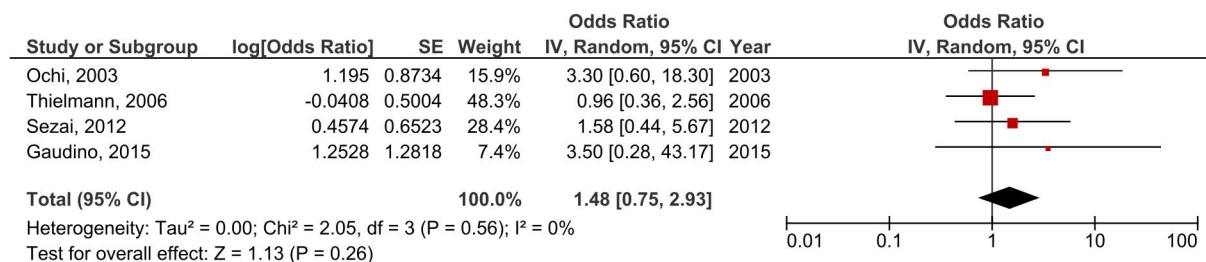 Odds Ratio Odds Ratio
Study or Subgroup log[Odds Ratio] SE Weight IV, Random, 95% CI Year IV, Random, 95% CI
Ochi, 2003 1.195 0.8734 15.9% 3.30 [0.60, 18.30] 2003
Thielmann, 2006 -0.0408 0.5004 48.3% 0.96 [0.36, 2.56] 2006
Sezai, 2012 0.4574 0.6523 28.4% 1.58 [0.44, 5.67] 2012
Gaudino, 2015 1.2528 1.2818 7.4% 3.50 [0.28, 43.17] 2015
Total (95% CI) 100.0% 1.48 [0.75, 2.93]
Heterogeneity: Tau² = 0.00; Chi² = 2.05, df = 3 (P = 0.56); I² = 0%
Test for overall effect: Z = 1.13 (P = 0.26)
0.01 0.1 1 10 100